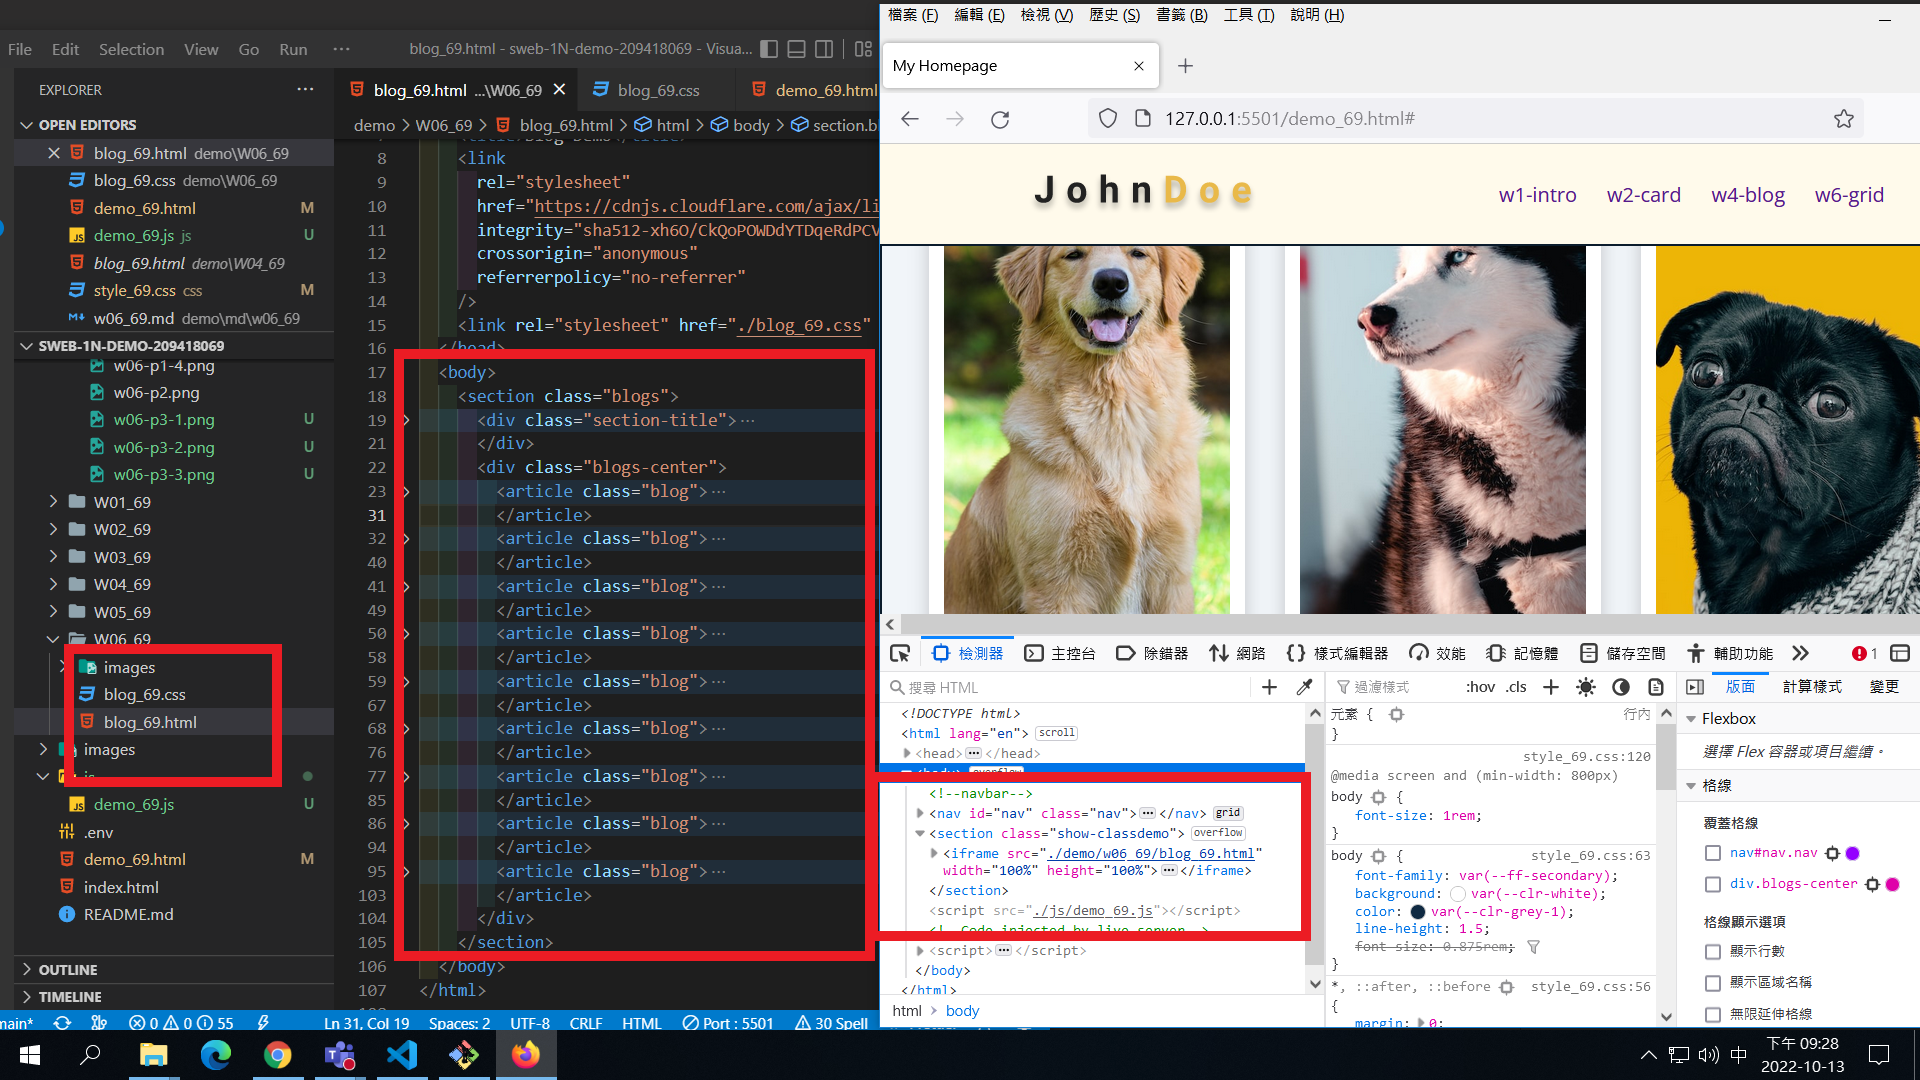 File Edit Selection View Go Run ···
blog_69.html - sweb-1N-demo-209418069 - Visua...
EXPLORER
OPEN EDITORS
blog_69.html demo\W06_69
blog_69.css demo\W06_69
demo_69.html M
demo_69.js js U
blog_69.html demo\W04_69
style_69.css css M
w06_69.md demo\md\w06_69
SWEB-1N-DEMO-209418069
w06-p1-4.png
w06-p2.png
w06-p3-1.png U
w06-p3-2.png U
w06-p3-3.png U
W01_69
W02_69
W03_69
W04_69
W05_69
W06_69
images
blog_69.css
blog_69.html
images
js
demo_69.js U
.env
demo_69.html M
index.html
README.md
OUTLINE
TIMELINE
blog_69.html ...\W06_69
blog_69.css
demo_69.html
demo > W06_69 > blog_69.html > html > body > section.b
8 <link
9 rel="stylesheet"
10 href="https://cdnjs.cloudflare.com/ajax/li
11 integrity="sha512-xh6O/CkQoPOWDdYTDqeRdPCV
12 crossorigin="anonymous"
13 referrerpolicy="no-referrer"
14 />
15 <link rel="stylesheet" href="./blog_69.css"
16 </head>
17 <body>
18 <section class="blogs">
19 <div class="section-title">···
21 </div>
22 <div class="blogs-center">
23 <article class="blog">···
31 </article>
32 <article class="blog">···
40 </article>
41 <article class="blog">···
49 </article>
50 <article class="blog">···
58 </article>
59 <article class="blog">···
67 </article>
68 <article class="blog">···
76 </article>
77 <article class="blog">···
85 </article>
86 <article class="blog">···
94 </article>
95 <article class="blog">···
103 </article>
104 </div>
105 </section>
106 </body>
107 </html>
main* 0 0 55 Ln 31, Col 19 Spaces: 2 UTF-8 CRLF HTML Port : 5501 30 Spell
檔案 (F) 編輯 (E) 檢視 (V) 歷史 (S) 書籤 (B) 工具 (T) 說明 (H)
My Homepage
127.0.0.1:5501/demo_69.html#
JohnDoe
w1-intro w2-card w4-blog w6-grid
檢測器 主控台 除錯器 網路 樣式編輯器 效能 記憶體 儲存空間 輔助功能 1
搜尋 HTML
<!DOCTYPE html>
<html lang="en"> scroll
<head>···</head>
<body> overflow
<!--navbar-->
<nav id="nav" class="nav">···</nav> grid
<section class="show-classdemo"> overflow
<iframe src="./demo/w06_69/blog_69.html"
width="100%" height="100%">···</iframe>
</section>
<script src="./js/demo_69.js"></script>
<!-- Code injected by live-server -->
<script>···</script>
</body>
</html>
html > body
過濾樣式 :hov .cls
元素 { 行內
}
style_69.css:120
@media screen and (min-width: 800px)
body {
font-size: 1rem;
}
body { style_69.css:63
font-family: var(--ff-secondary);
background: var(--clr-white);
color: var(--clr-grey-1);
line-height: 1.5;
font-size: 0.875rem;
}
*, ::after, ::before style_69.css:56
{
margin: 0;
版面 計算樣式 變更
Flexbox
選擇 Flex 容器或項目繼續。
格線
覆蓋格線
nav#nav.nav
div.blogs-center
格線顯示選項
顯示行數
顯示區域名稱
無限延伸格線
中
下午 09:28
2022-10-13